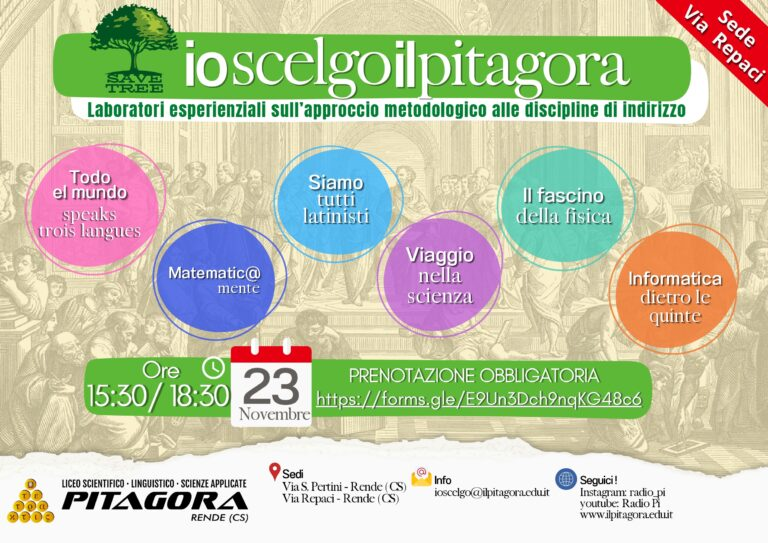 Sede
Via Repaci
SAVE
TREE
ioscelgoilpitagora
Laboratori esperienziali sull'approccio metodologico alle discipline di indirizzo
Todo
el mundo
speaks
trois langues
Matematic@
mente
Siamo
tutti
latinisti
Viaggio
nella
scienza
Il fascino
della fisica
Informatica
dietro le
quinte
Ore
15:30/ 18:30
23
Novembre
PRENOTAZIONE OBBLIGATORIA
https://forms.gle/E9Un3Dch9nqKG48c6
LICEO SCIENTIFICO · LINGUISTICO · SCIENZE APPLICATE
PITAGORA
RENDE (CS)
Sedi
Via S. Pertini - Rende (CS)
Via Repaci - Rende (CS)
Info
ioscelgo@ilpitagora.edu.it
Seguici !
Instagram: radio_pi
youtube: Radio Pi
www.ilpitagora.edu.it